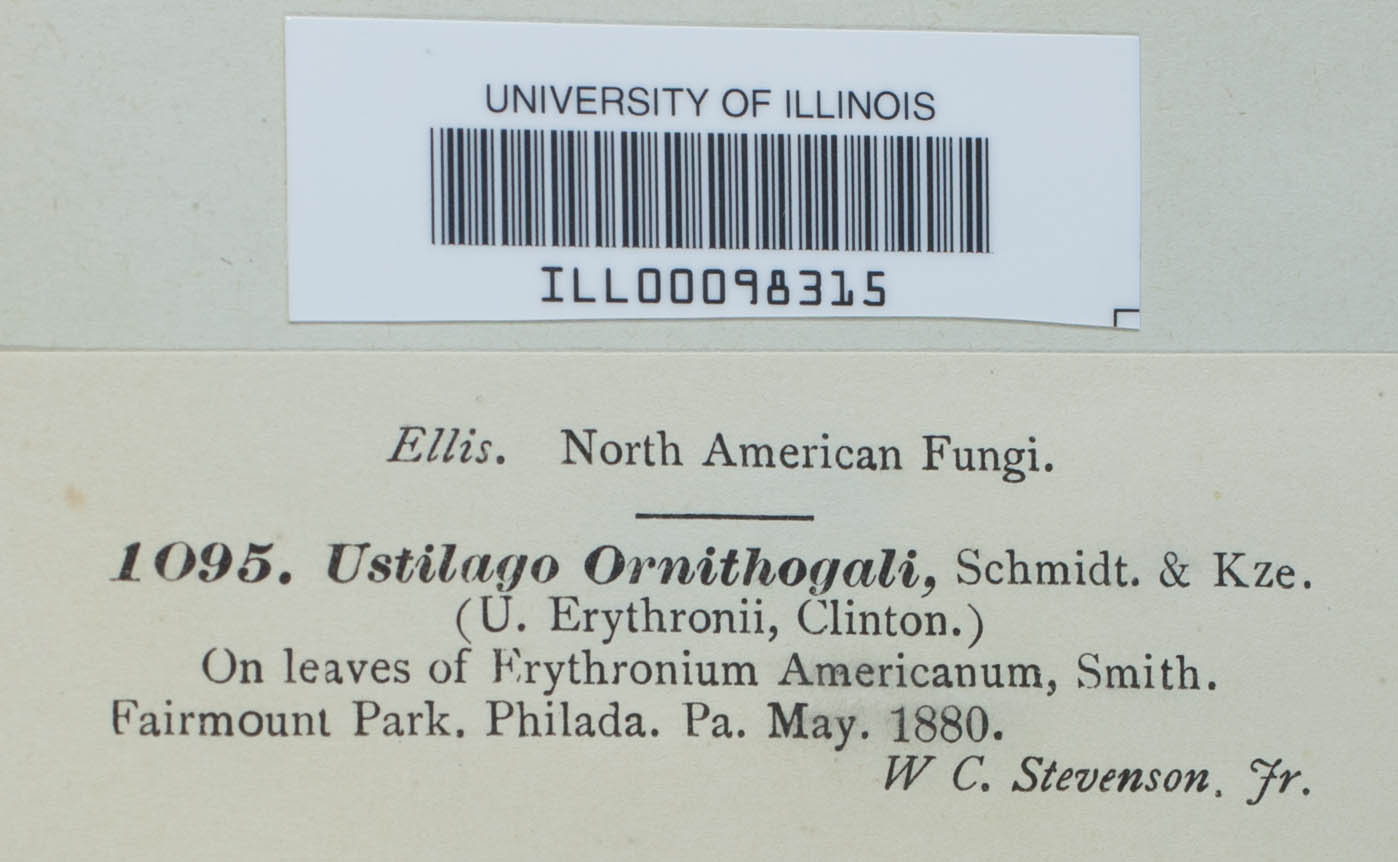 UNIVERSITY OF ILLINOIS
ILL00098315
Ellis. North American Fungi.
1095. Ustilago Ornithogali, Schmidt. & Kze.
(U. Erythronii, Clinton.)
On leaves of Erythronium Americanum, Smith.
Fairmount Park. Philada. Pa. May. 1880.
W C. Stevenson. Jr.